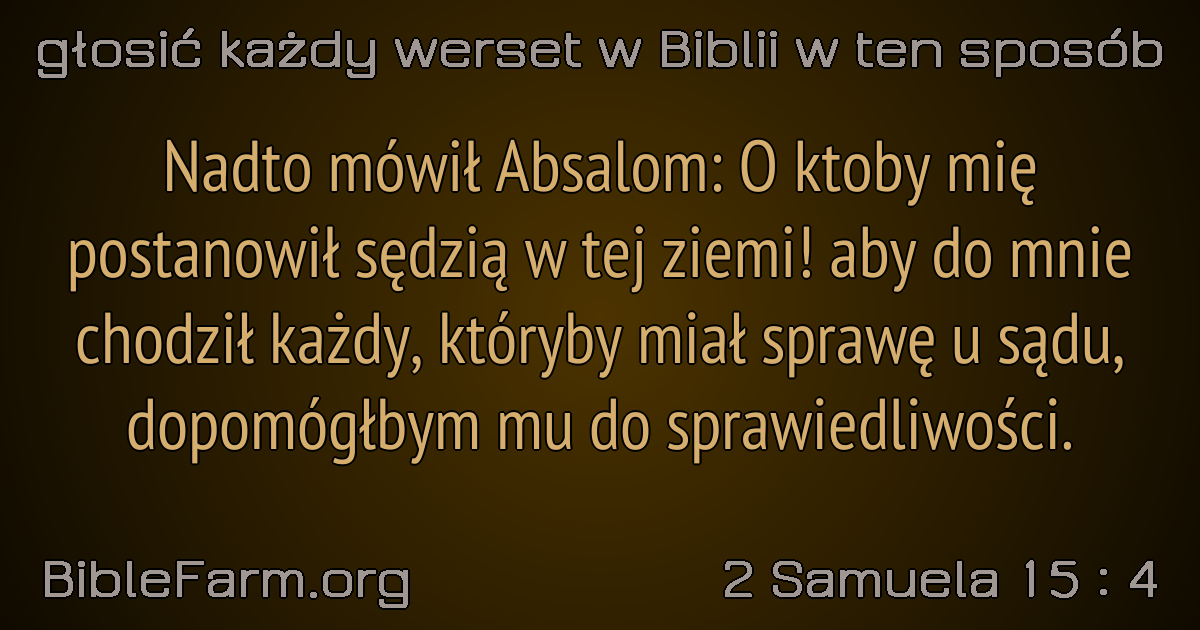 głosić każdy werset w Biblii w ten sposób
Nadto mówił Absalom: O ktoby mię
postanowił sędzią w tej ziemi! aby do mnie
chodził każdy, któryby miał sprawę u sądu,
dopomógłbym mu do sprawiedliwości.
BibleFarm.org
2 Samuela 15 : 4